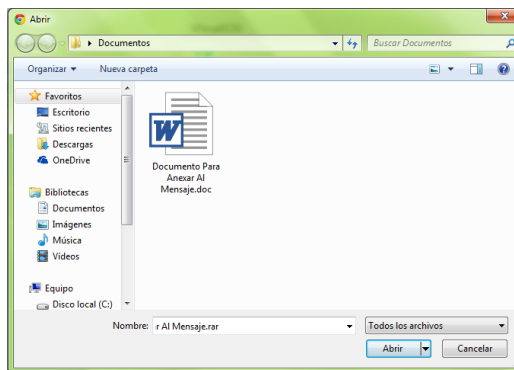 Abrir
Documentos
Buscar Documentos
Organizar
Nueva carpeta
Favoritos
Escritorio
Sitios recientes
Descargas
OneDrive
Bibliotecas
Documentos
Imágenes
Música
Vídeos
Equipo
Disco local (C:)
W
Documento Para
Anexar Al
Mensaje.doc
Nombre: r Al Mensaje.rar
Todos los archivos
Abrir
Cancelar